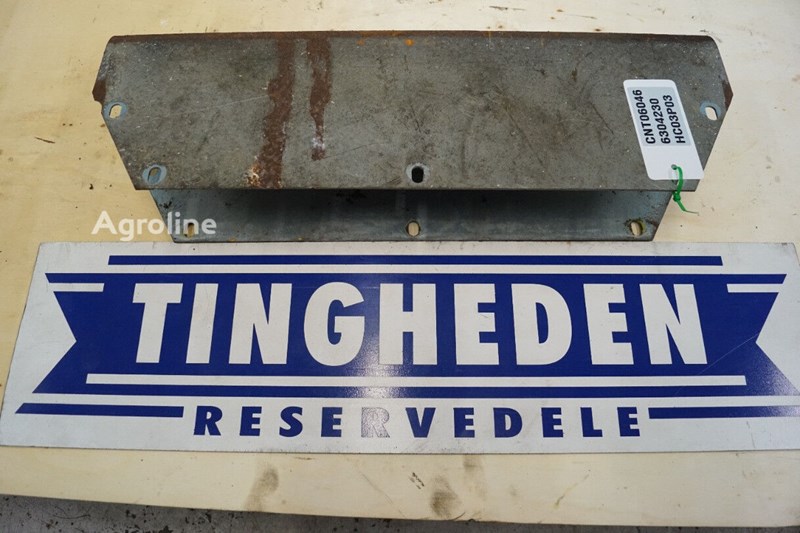 CNT06046
6304230
HC03P03
Agroline
TINGHEDEN
RESERVEDELE